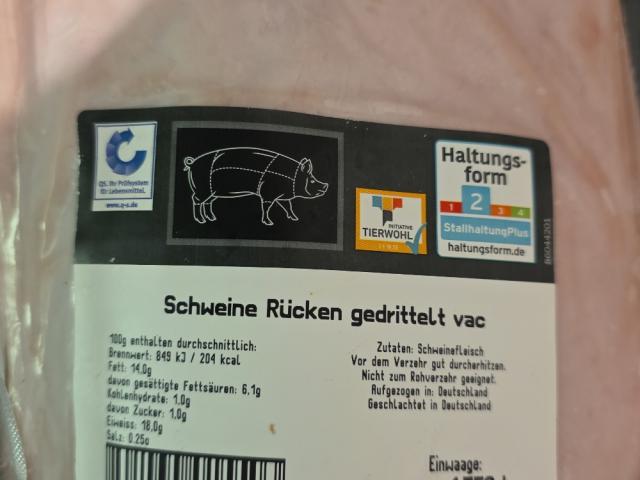 QS. Ihr Prüfsystem
für Lebensmittel.
www.q-s.de
INITIATIVE
TIERWOHL
Haltungs-
form
1 2 3 4
StallhaltungPlus
haltungsform.de
B6044201
Schweine Rücken gedrittelt vac
100g enthalten durchschnittlich:
Brennwert: 849 kJ / 204 kcal
Fett: 14,0g
davon gesättigte Fettsäuren: 6,1g
Kohlenhydrate: 1,0g
davon Zucker: 1,0g
Eiweiss: 18,0g
Salz: 0,25g
Zutaten: Schweinefleisch
Vor dem Verzehr gut durcherhitzen.
Nicht zum Rohverzehr geeignet.
Aufgezogen in: Deutschland
Geschlachtet in Deutschland
Einwaage: